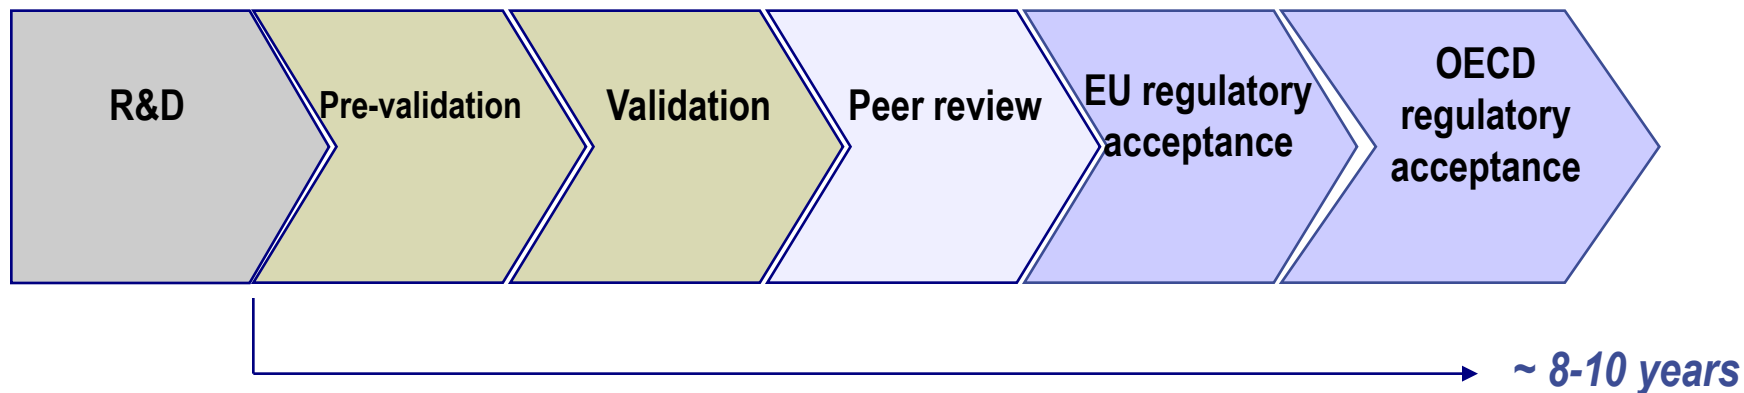 R&D
Pre-validation
Validation
Peer review
EU regulatory
acceptance
OECD
regulatory
acceptance
~ 8-10 years